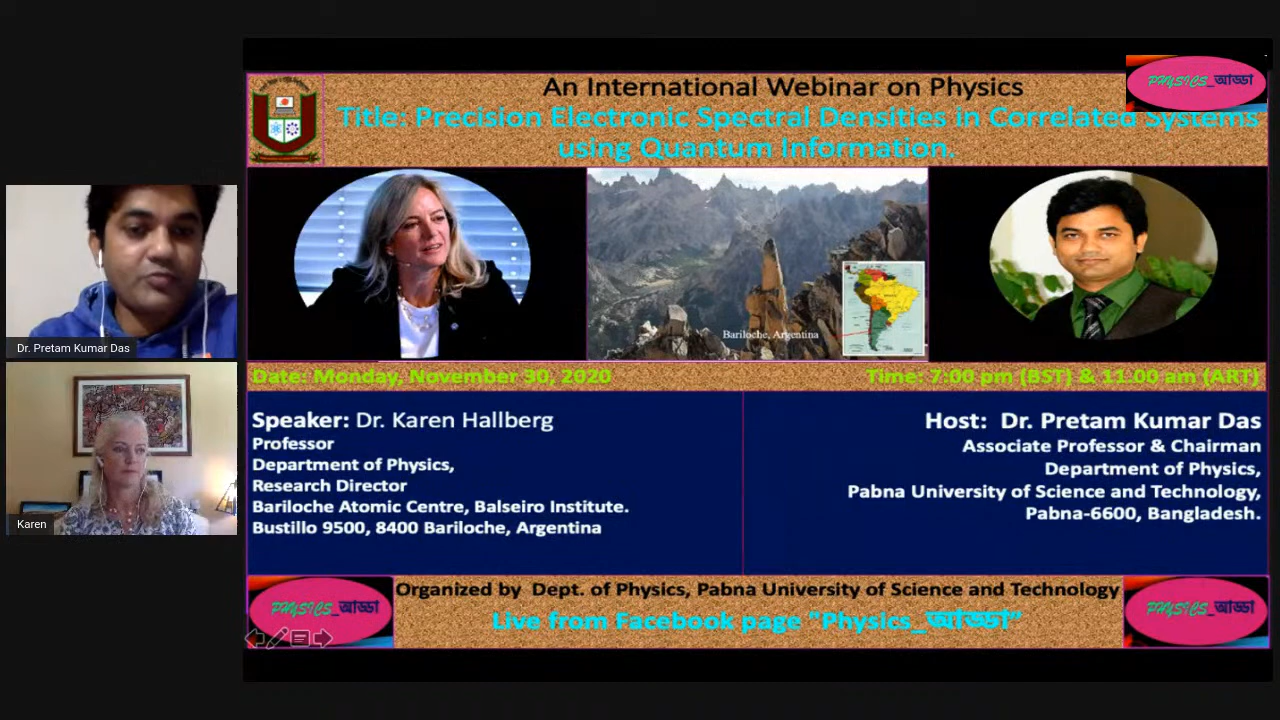 An International Webinar on Physics
PHYSICS_আড্ডা
Title: Precision Electronic Spectral Densities in Correlated Systems
using Quantum Information.
Bariloche, Argentina
Dr. Pretam Kumar Das
Karen
Date: Monday, November 30, 2020
Time: 7:00 pm (BST) & 11.00 am (ART)
Speaker: Dr. Karen Hallberg
Professor
Department of Physics,
Research Director
Bariloche Atomic Centre, Balseiro Institute.
Bustillo 9500, 8400 Bariloche, Argentina
Host: Dr. Pretam Kumar Das
Associate Professor & Chairman
Department of Physics,
Pabna University of Science and Technology,
Pabna-6600, Bangladesh.
PHYSICS_আড্ডা
Organized by Dept. of Physics, Pabna University of Science and Technology
Live from Facebook page "Physics_আড্ডা”
PHYSICS_আড্ডা